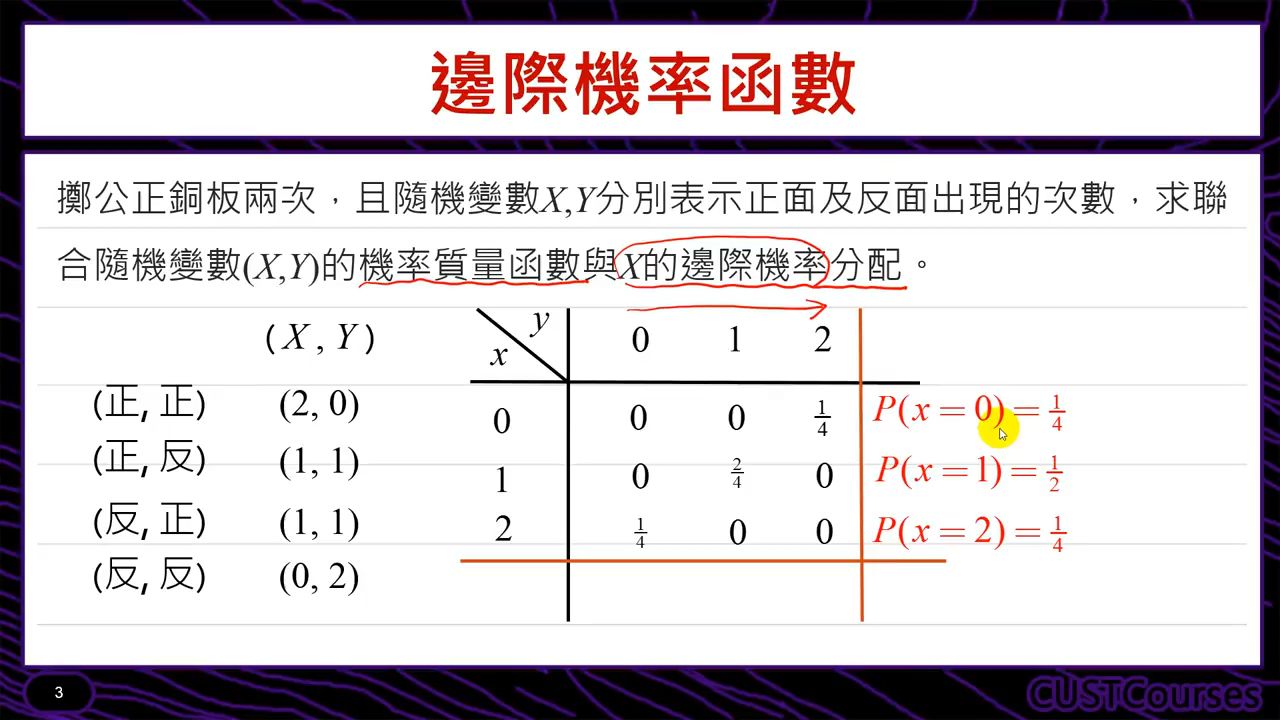 邊際機率函數
擲公正銅板兩次，且隨機變數X,Y分別表示正面及反面出現的次數，求聯
合隨機變數(X,Y)的機率質量函數與X的邊際機率分配。
(X,Y)
(正, 正) (2, 0)
(正, 反) (1, 1)
(反, 正) (1, 1)
(反, 反) (0, 2)
x y 0 1 2
0 0 0 1/4 P(x=0)=1/4
1 0 2/4 0 P(x=1)=1/2
2 1/4 0 0 P(x=2)=1/4
3
CUSTCourses